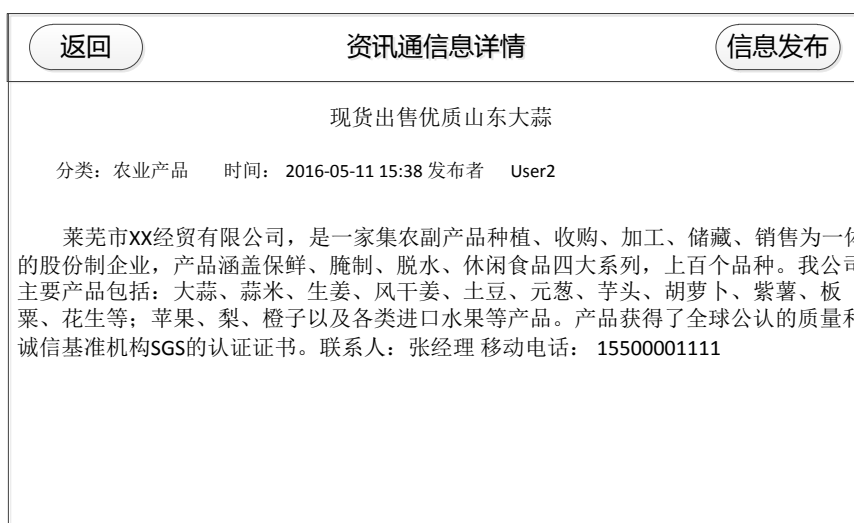 返回 资讯通信息详情 信息发布
现货出售优质山东大蒜
分类：农业产品 时间： 2016-05-11 15:38 发布者 User2
莱芜市XX经贸有限公司，是一家集农副产品种植、收购、加工、储藏、销售为一体
的股份制企业，产品涵盖保鲜、腌制、脱水、休闲食品四大系列，上百个品种。我公司
主要产品包括：大蒜、蒜米、生姜、风干姜、土豆、元葱、芋头、胡萝卜、紫薯、板
粟、花生等；苹果、梨、橙子以及各类进口水果等产品。产品获得了全球公认的质量和
诚信基准机构SGS的认证证书。联系人：张经理 移动电话： 15500001111